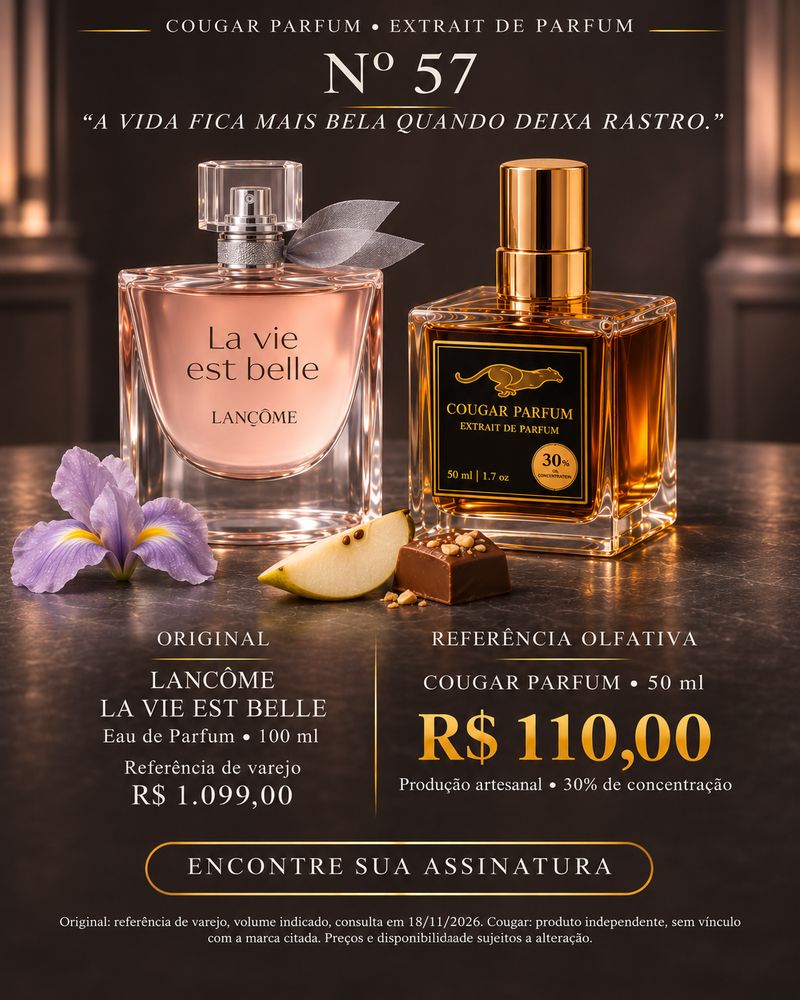 COUGAR PARFUM • EXTRAIT DE PARFUM
Nº 57
“A VIDA FICA MAIS BELA QUANDO DEIXA RASTRO.”
La vie
est belle
LANCÔME
COUGAR PARFUM
EXTRAIT DE PARFUM
50 ml | 1.7 oz
30%
OIL
CONCENTRATION
ORIGINAL
LANCÔME
LA VIE EST BELLE
Eau de Parfum • 100 ml
Referência de varejo
R$ 1.099,00
REFERÊNCIA OLFATIVA
COUGAR PARFUM • 50 ml
R$ 110,00
Produção artesanal • 30% de concentração
ENCONTRE SUA ASSINATURA
Original: referência de varejo, volume indicado, consulta em 18/11/2026. Cougar: produto independente, sem vínculo
com a marca citada. Preços e disponibilidaade sujeitos a alteração.